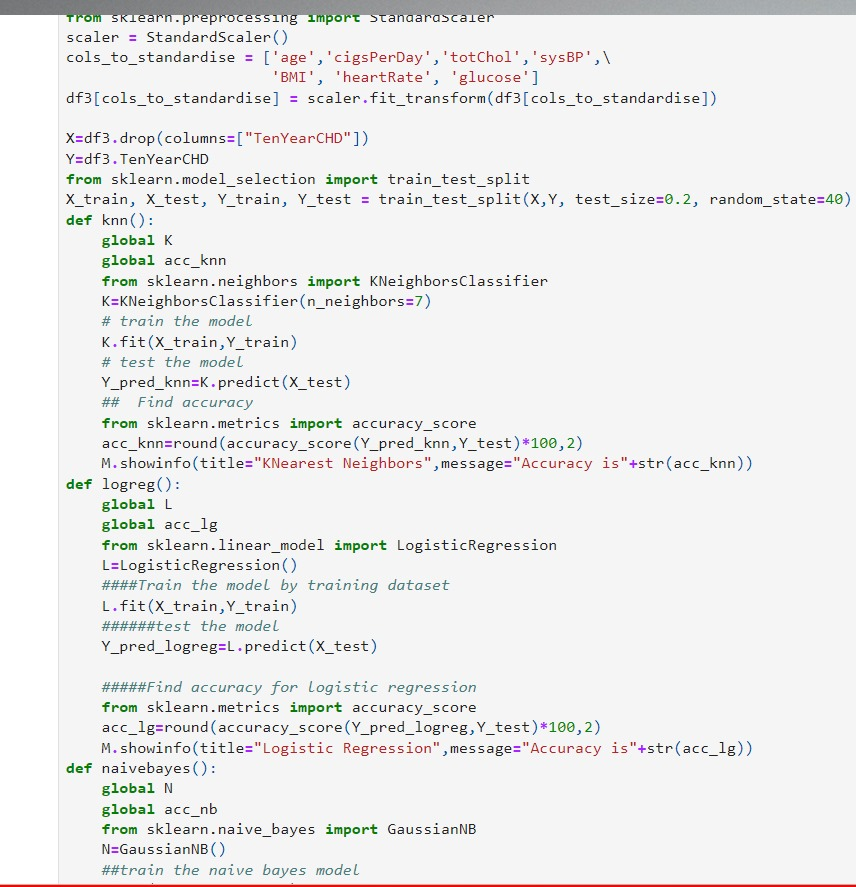 from sklearn.preprocessing import StandardScaler
scaler = StandardScaler()
cols_to_standardise = ['age','cigsPerDay','totChol','sysBP',\
                       'BMI', 'heartRate', 'glucose']
df3[cols_to_standardise] = scaler.fit_transform(df3[cols_to_standardise])
X=df3.drop(columns=["TenYearCHD"])
Y=df3.TenYearCHD
from sklearn.model_selection import train_test_split
X_train, X_test, Y_train, Y_test = train_test_split(X,Y, test_size=0.2, random_state=40)
def knn():
    global K
    global acc_knn
    from sklearn.neighbors import KNeighborsClassifier
    K=KNeighborsClassifier(n_neighbors=7)
    # train the model
    K.fit(X_train,Y_train)
    # test the model
    Y_pred_knn=K.predict(X_test)
    ##  Find accuracy
    from sklearn.metrics import accuracy_score
    acc_knn=round(accuracy_score(Y_pred_knn,Y_test)*100,2)
    M.showinfo(title="KNearest Neighbors",message="Accuracy is"+str(acc_knn))
def logreg():
    global L
    global acc_lg
    from sklearn.linear_model import LogisticRegression
    L=LogisticRegression()
    ####Train the model by training dataset
    L.fit(X_train,Y_train)
    ######test the model
    Y_pred_logreg=L.predict(X_test)
    #####Find accuracy for logistic regression
    from sklearn.metrics import accuracy_score
    acc_lg=round(accuracy_score(Y_pred_logreg,Y_test)*100,2)
    M.showinfo(title="Logistic Regression",message="Accuracy is"+str(acc_lg))
def naivebayes():
    global N
    global acc_nb
    from sklearn.naive_bayes import GaussianNB
    N=GaussianNB()
    ##train the naive bayes model